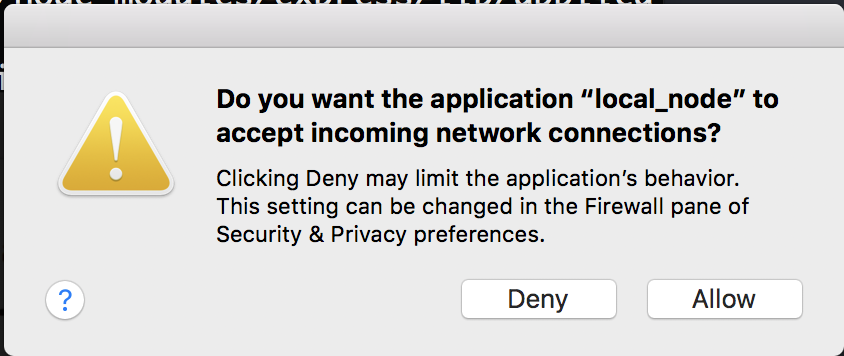 Do you want the application “local_node” to
accept incoming network connections?
Clicking Deny may limit the application’s behavior.
This setting can be changed in the Firewall pane of
Security & Privacy preferences.
?
Deny
Allow